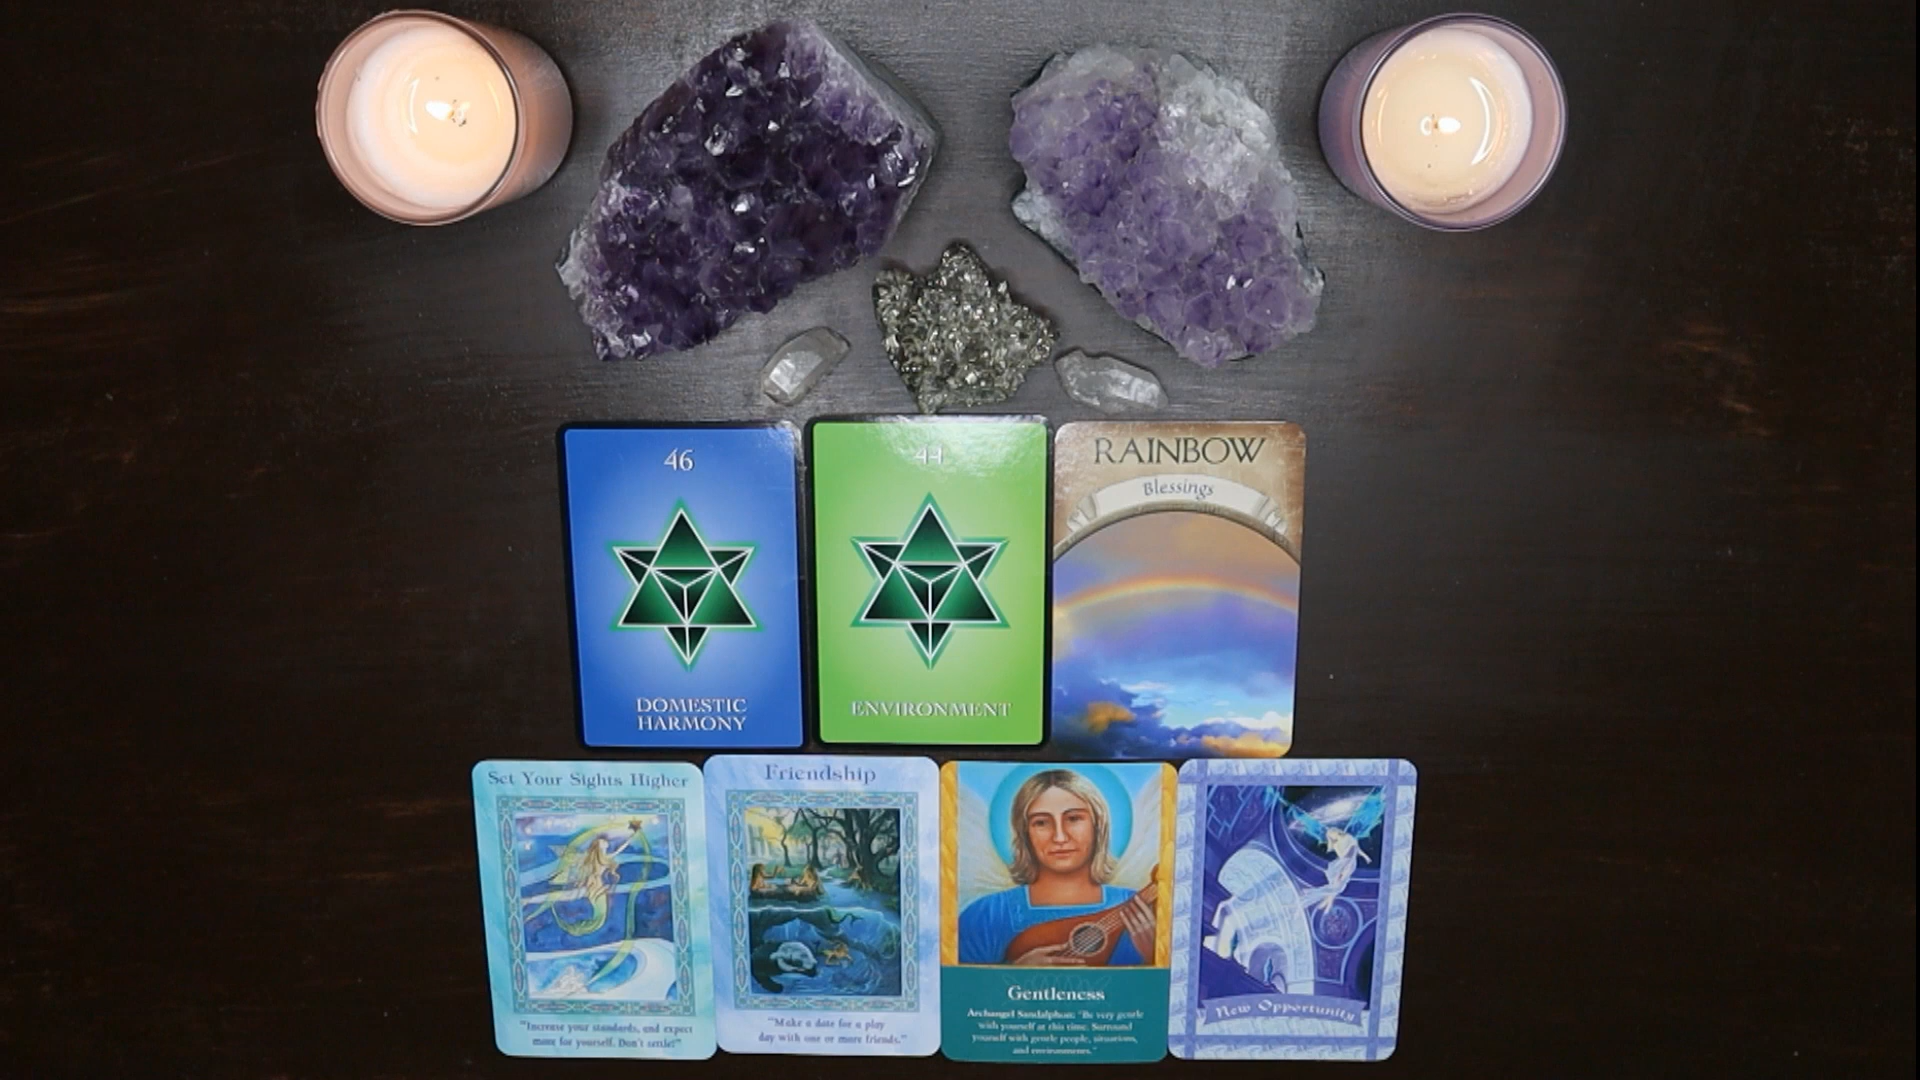 46
DOMESTIC
HARMONY
44
ENVIRONMENT
RAINBOW
Blessings
Set Your Sights Higher
"Increase your standards, and expect
more for yourself. Don't settle!"
Friendship
"Make a date for a play
day with one or more friends."
Gentleness
Archangel Sandalphon: "Be very gentle
with yourself at this time. Surround
yourself with gentle people, situations,
and environments."
New Opportunity